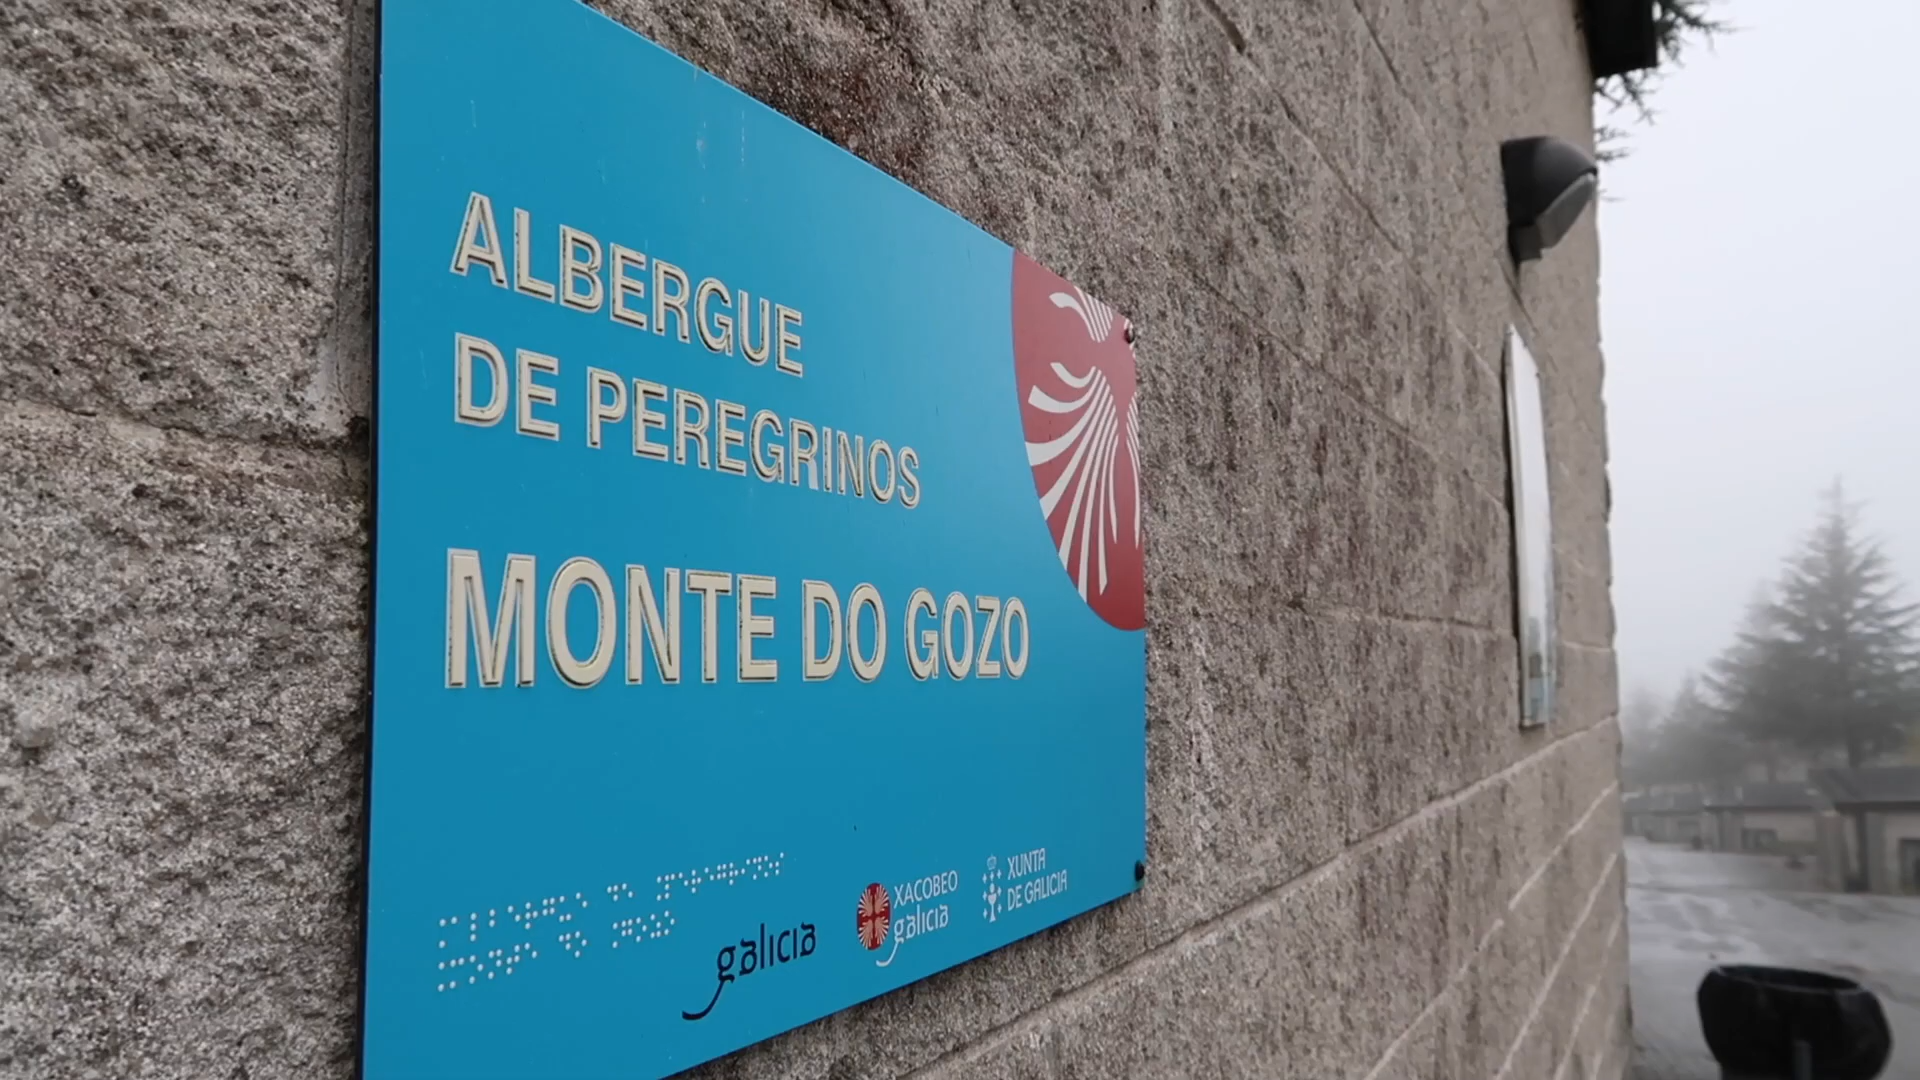 ALBERGUE
DE PEREGRINOS
MONTE DO GOZO
galicia
XACOBEO
galicia
XUNTA
DE GALICIA